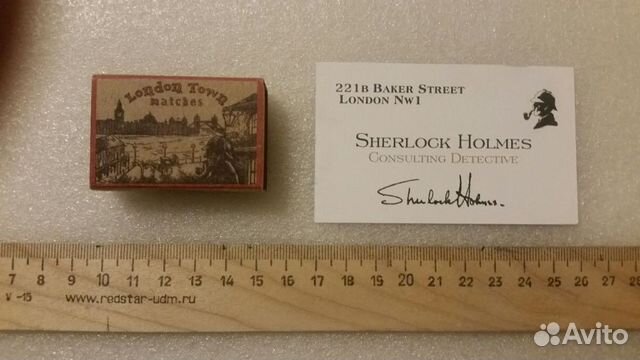 London Town
matches
221B BAKER STREET
LONDON NW1
SHERLOCK HOLMES
CONSULTING DETECTIVE
Sherlock Holmes.
7 8 9 10 11 12 13 14 15 16 17 18 19 20 21 22 23 24 25 26 27 28
V -15 www.redstar-udm.ru
Avito